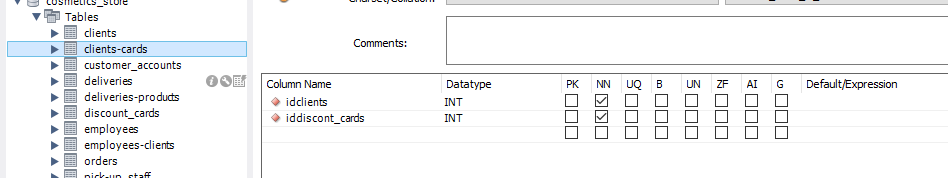 cosmetics_store
Tables
clients
clients-cards
customer_accounts
deliveries
deliveries-products
discount_cards
employees
employees-clients
orders
pick-up_staff
Charset/Collation:
Comments:
Column Name Datatype PK NN UQ B UN ZF AI G Default/Expression
idclients INT
iddiscont_cards INT